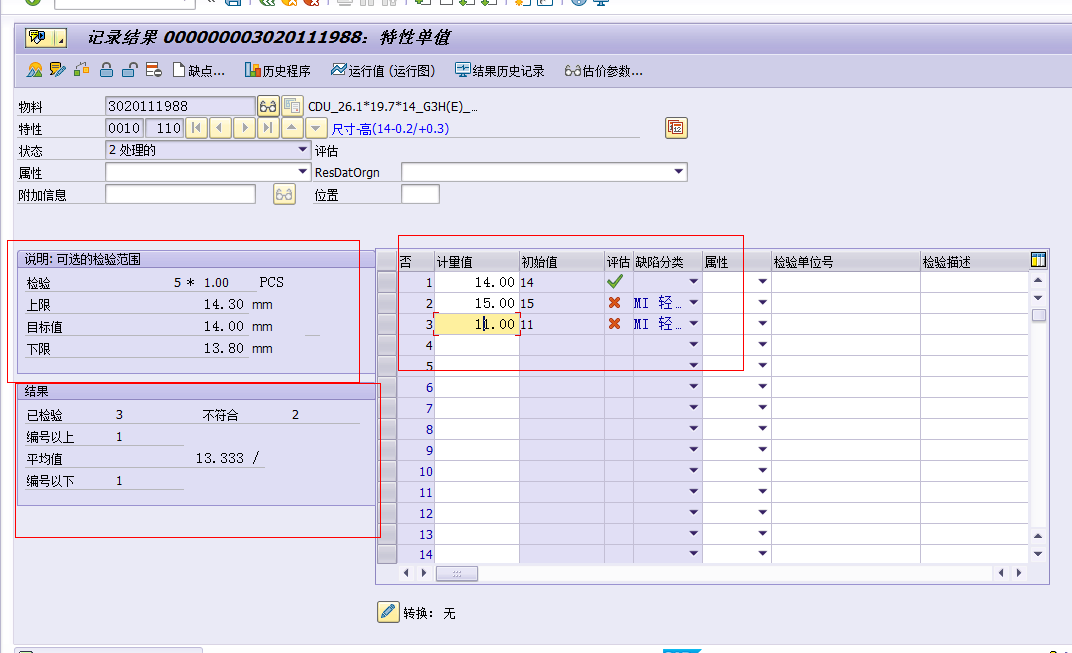 记录结果 000000003020111988：特性单值
缺点... 历史程序 运行值 (运行图) 结果历史记录 估价参数...
物料 3020111988 CDU_26.1*19.7*14_G3H(E)_...
特性 0010 110 尺寸-高(14-0.2/+0.3) 12
状态 2 处理的 评估
属性 ResDatOrgn
附加信息 位置
说明: 可选的检验范围
检验 5 * 1.00 PCS
上限 14.30 mm
目标值 14.00 mm
下限 13.80 mm
结果
已检验 3 不符合 2
编号以上 1
平均值 13.333 /
编号以下 1
否 计量值 初始值 评估 缺陷分类 属性 检验单位号 检验描述
1 14.00 14
2 15.00 15 MI 轻...
3 11.00 11 MI 轻...
4
5
6
7
8
9
10
11
12
13
14
转换： 无